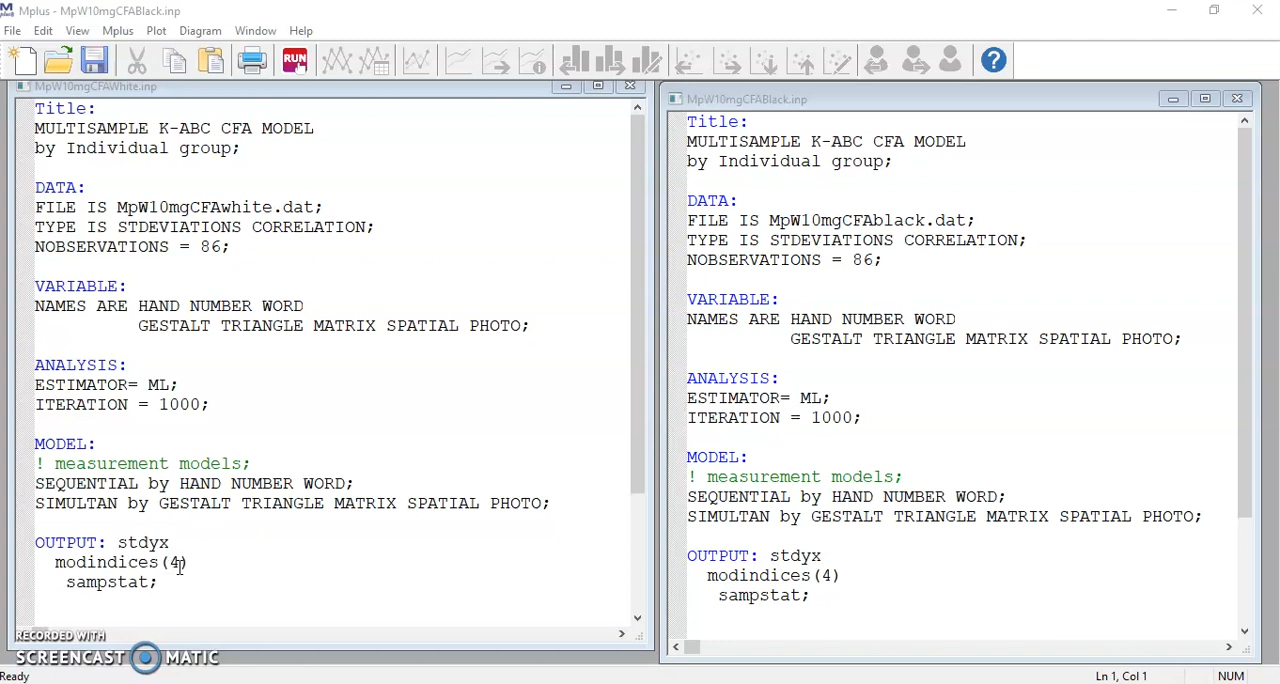 Mplus - MpW10mgCFABlack.inp
File Edit View Mplus Plot Diagram Window Help
RUN
MpW10mgCFAWhite.inp
Title:
MULTISAMPLE K-ABC CFA MODEL
by Individual group;
DATA:
FILE IS MpW10mgCFAwhite.dat;
TYPE IS STDEVIATIONS CORRELATION;
NOBSERVATIONS = 86;
VARIABLE:
NAMES ARE HAND NUMBER WORD
GESTALT TRIANGLE MATRIX SPATIAL PHOTO;
ANALYSIS:
ESTIMATOR= ML;
ITERATION = 1000;
MODEL:
! measurement models;
SEQUENTIAL by HAND NUMBER WORD;
SIMULTAN by GESTALT TRIANGLE MATRIX SPATIAL PHOTO;
OUTPUT: stdyx
modindices(4)
sampstat;
MpW10mgCFABlack.inp
Title:
MULTISAMPLE K-ABC CFA MODEL
by Individual group;
DATA:
FILE IS MpW10mgCFAblack.dat;
TYPE IS STDEVIATIONS CORRELATION;
NOBSERVATIONS = 86;
VARIABLE:
NAMES ARE HAND NUMBER WORD
GESTALT TRIANGLE MATRIX SPATIAL PHOTO;
ANALYSIS:
ESTIMATOR= ML;
ITERATION = 1000;
MODEL:
! measurement models;
SEQUENTIAL by HAND NUMBER WORD;
SIMULTAN by GESTALT TRIANGLE MATRIX SPATIAL PHOTO;
OUTPUT: stdyx
modindices(4)
sampstat;
RECORDED WITH
SCREENCAST MATIC
Ready
Ln 1, Col 1
NUM